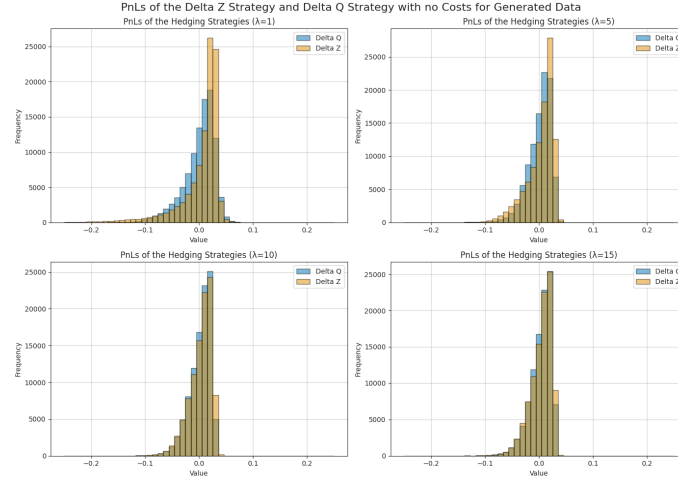 PnLs of the Delta Z Strategy and Delta Q Strategy with no Costs for Generated Data
PnLs of the Hedging Strategies (λ=1)
25000
20000
15000
10000
5000
0
Frequency
Delta Q
Delta Z
−0.2 −0.1 0.0 0.1 0.2
Value
PnLs of the Hedging Strategies (λ=5)
25000
20000
15000
10000
5000
0
Frequency
Delta
Delta
−0.2 −0.1 0.0 0.1 0.2
Value
PnLs of the Hedging Strategies (λ=10)
25000
20000
15000
10000
5000
0
Frequency
Delta Q
Delta Z
−0.2 −0.1 0.0 0.1 0.2
Value
PnLs of the Hedging Strategies (λ=15)
25000
20000
15000
10000
5000
0
Frequency
Delta
Delta
−0.2 −0.1 0.0 0.1 0.2
Value